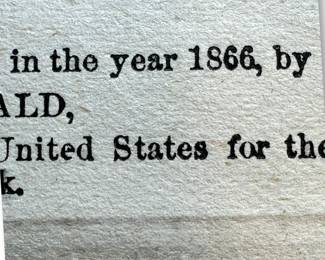 in the year 1866, by
ALD,
United States for the
k.